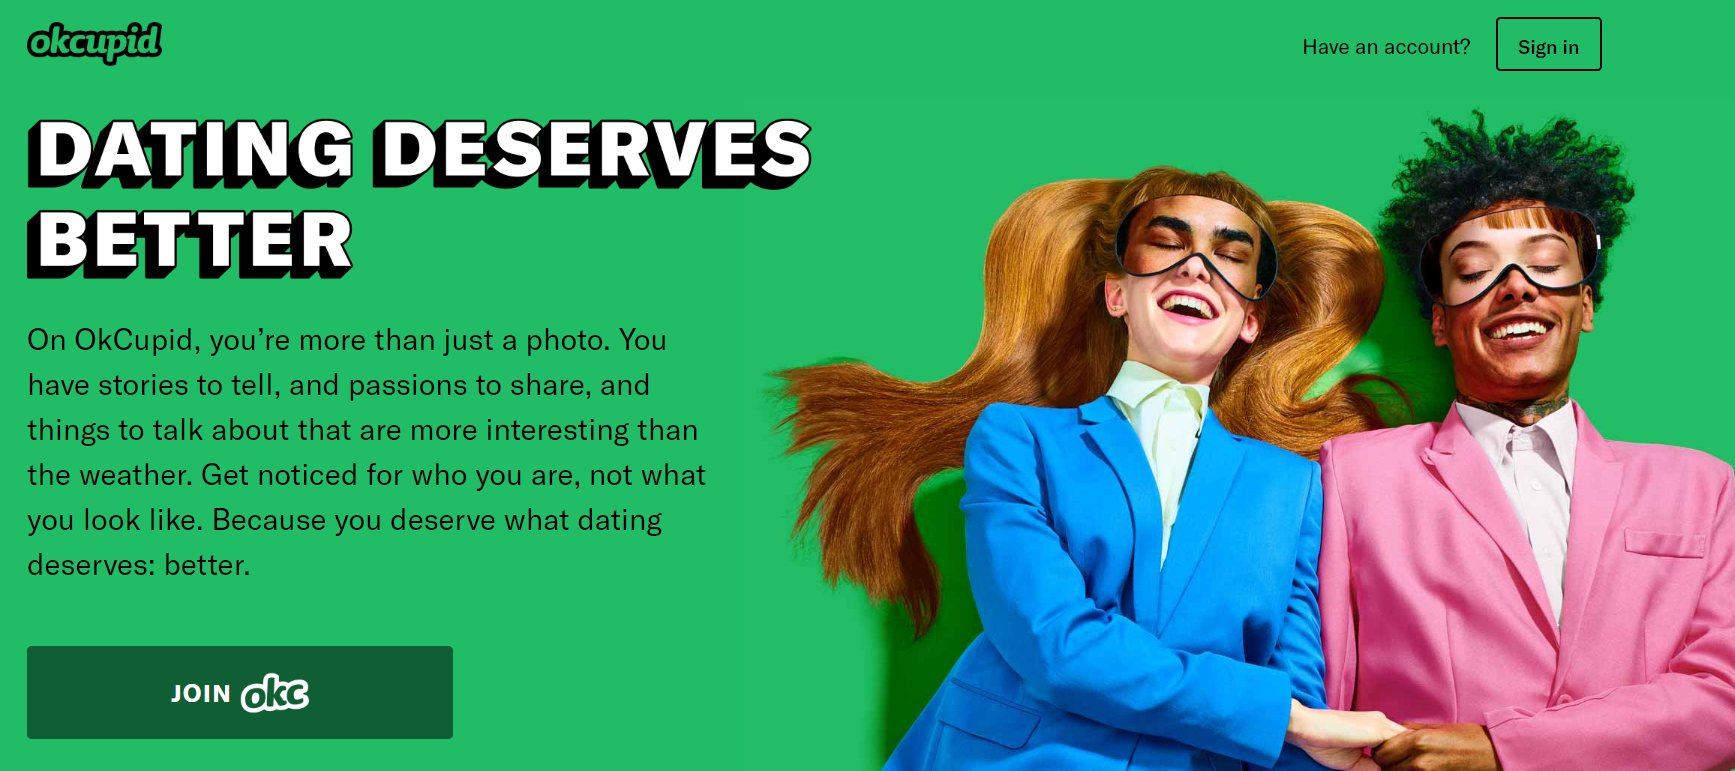 okcupid
Have an account?
Sign in
DATING DESERVES
BETTER
On OkCupid, you’re more than just a photo. You
have stories to tell, and passions to share, and
things to talk about that are more interesting than
the weather. Get noticed for who you are, not what
you look like. Because you deserve what dating
deserves: better.
JOIN okc